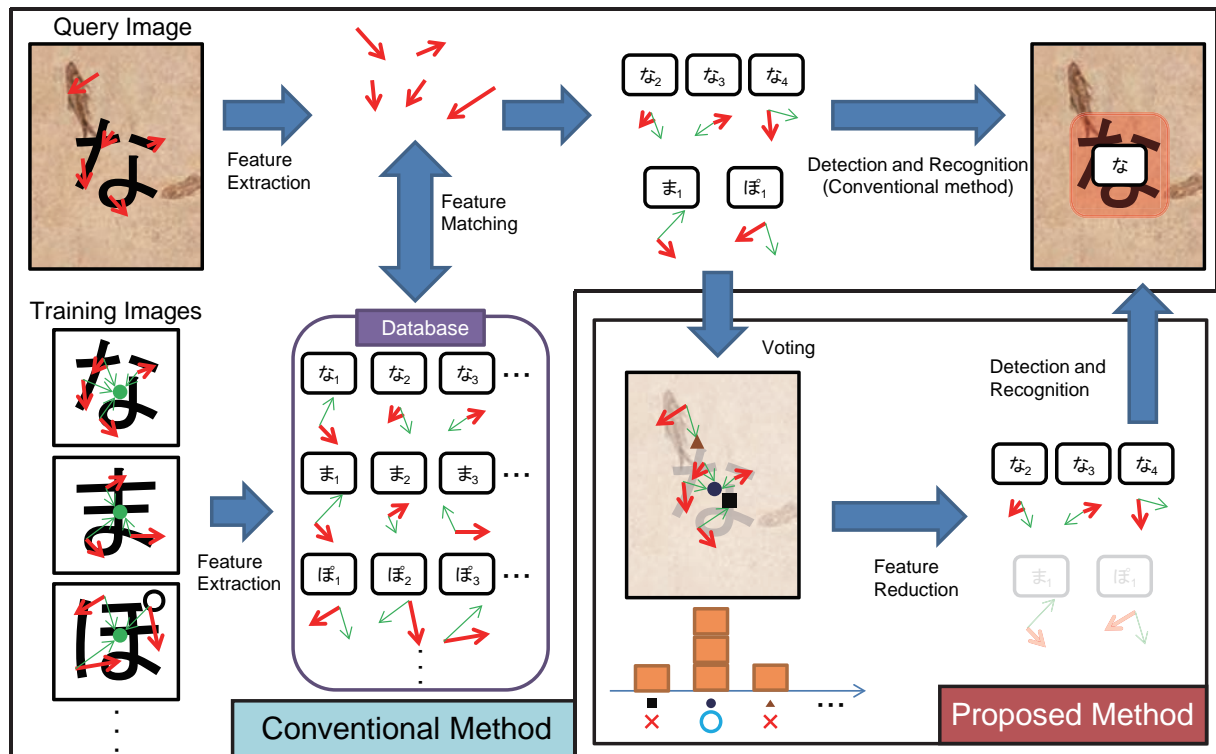 Query Image
な
Feature
Extraction
Feature
Matching
な2 な3 な4
ま1 ぽ1
Detection and Recognition
(Conventional method)
な
な
Training Images
な
ま
ぽ
Feature
Extraction
Database
な1 な2 な3 ...
ま1 ま2 ま3 ...
ぽ1 ぽ2 ぽ3 ...
Conventional Method
Voting
な
...
Feature
Reduction
Detection and
Recognition
な2 な3 な4
ま1 ぽ1
Proposed Method